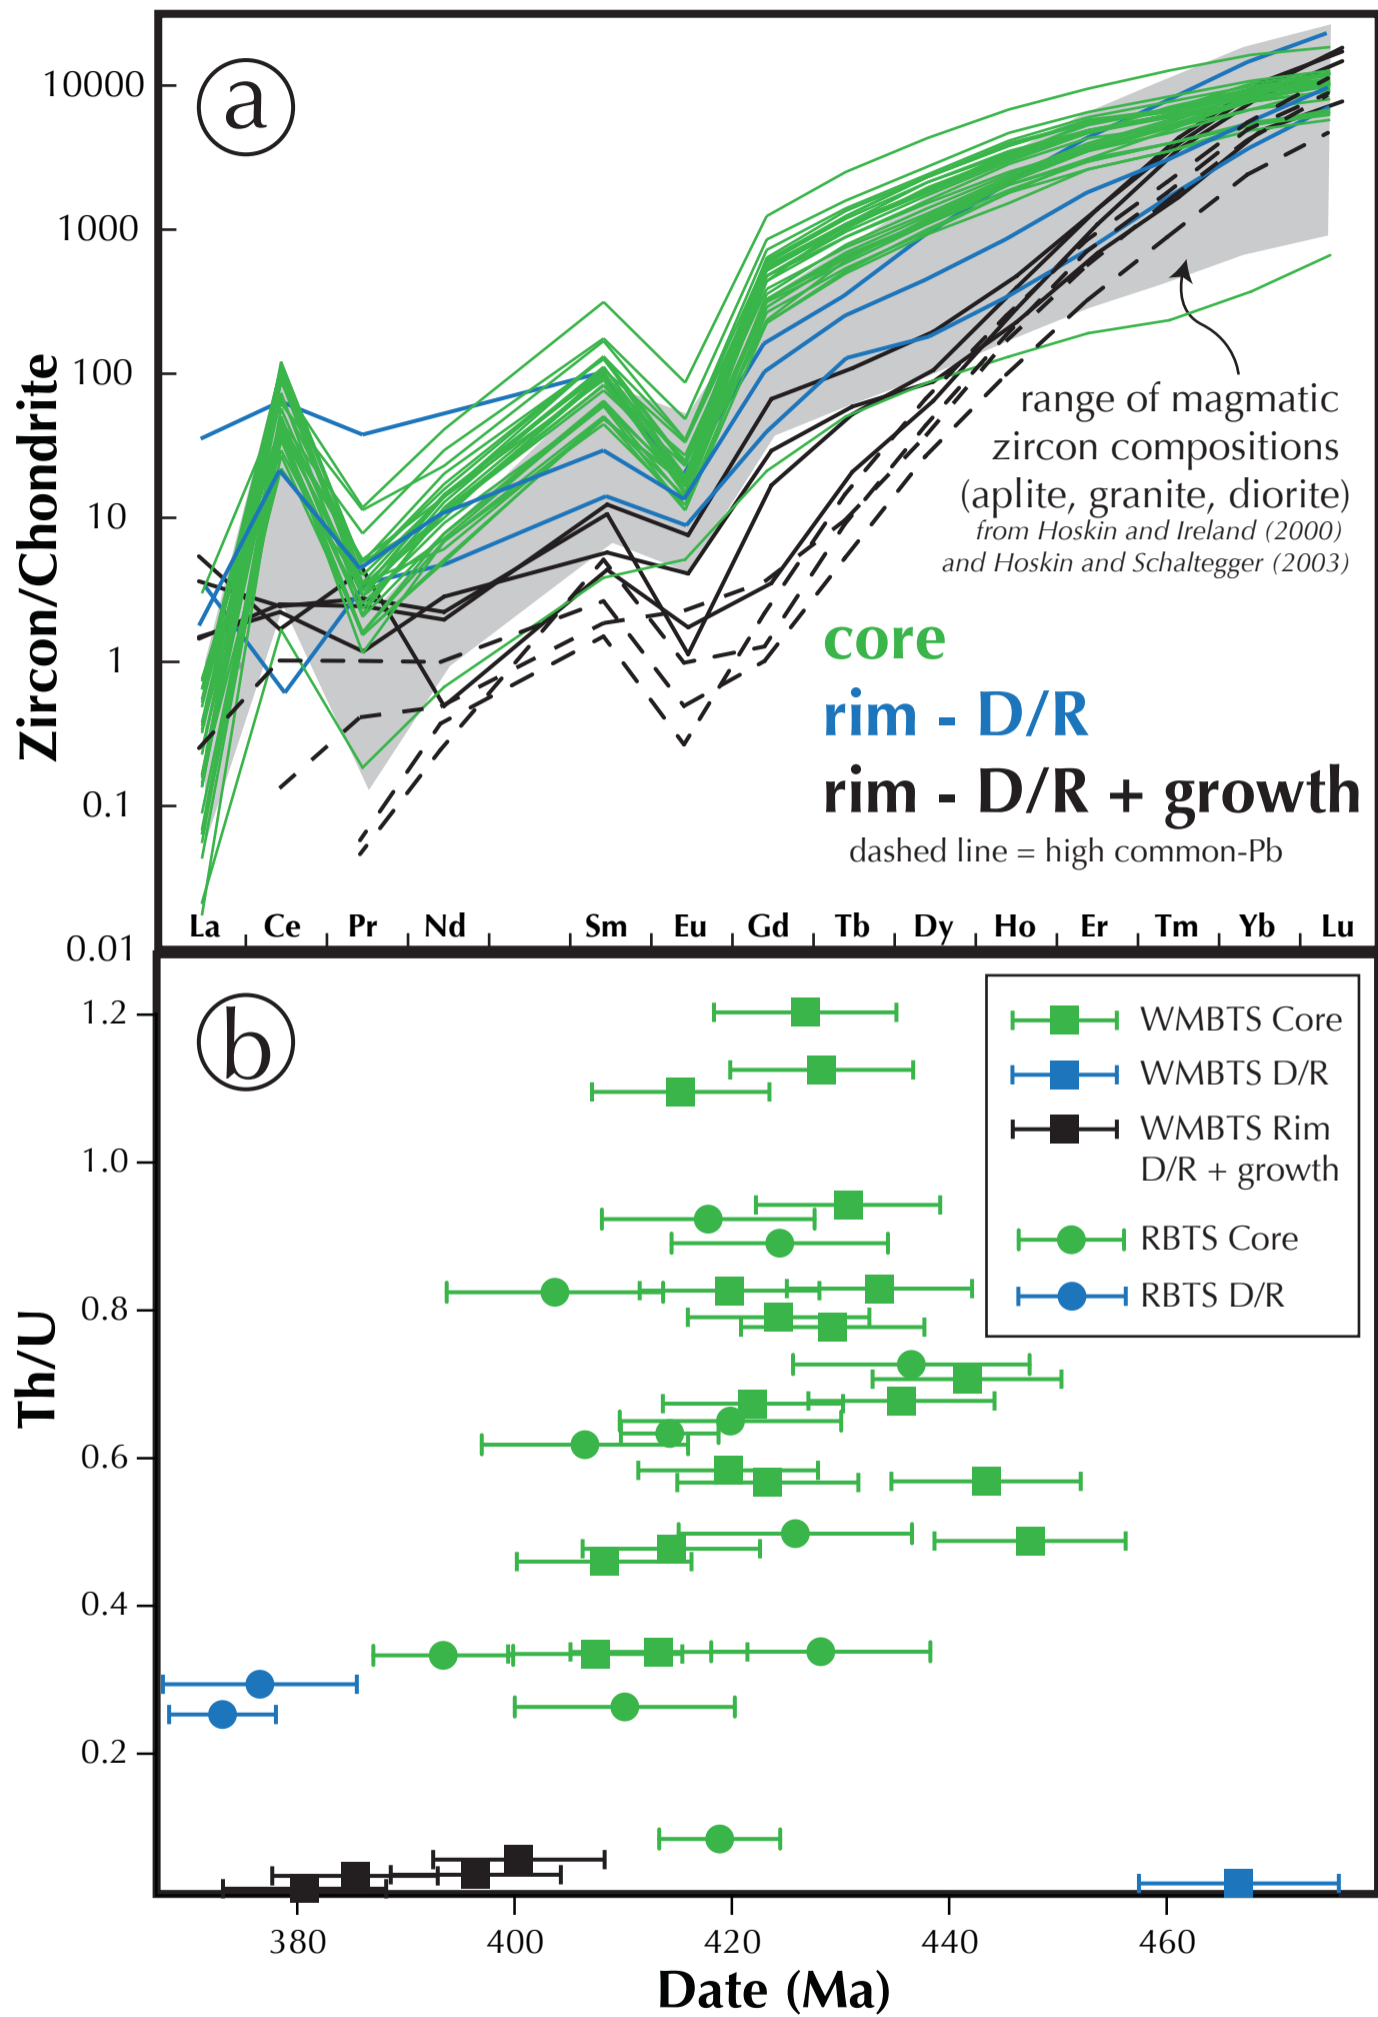 a
10000
1000
100
10
1
0.1
0.01
Zircon/Chondrite
range of magmatic
zircon compositions
(aplite, granite, diorite)
from Hoskin and Ireland (2000)
and Hoskin and Schaltegger (2003)
core
rim - D/R
rim - D/R + growth
dashed line = high common-Pb
La Ce Pr Nd Sm Eu Gd Tb Dy Ho Er Tm Yb Lu
b
1.2
1.0
0.8
0.6
0.4
0.2
Th/U
WMBTS Core
WMBTS D/R
WMBTS Rim
D/R + growth
RBTS Core
RBTS D/R
380 400 420 440 460
Date (Ma)